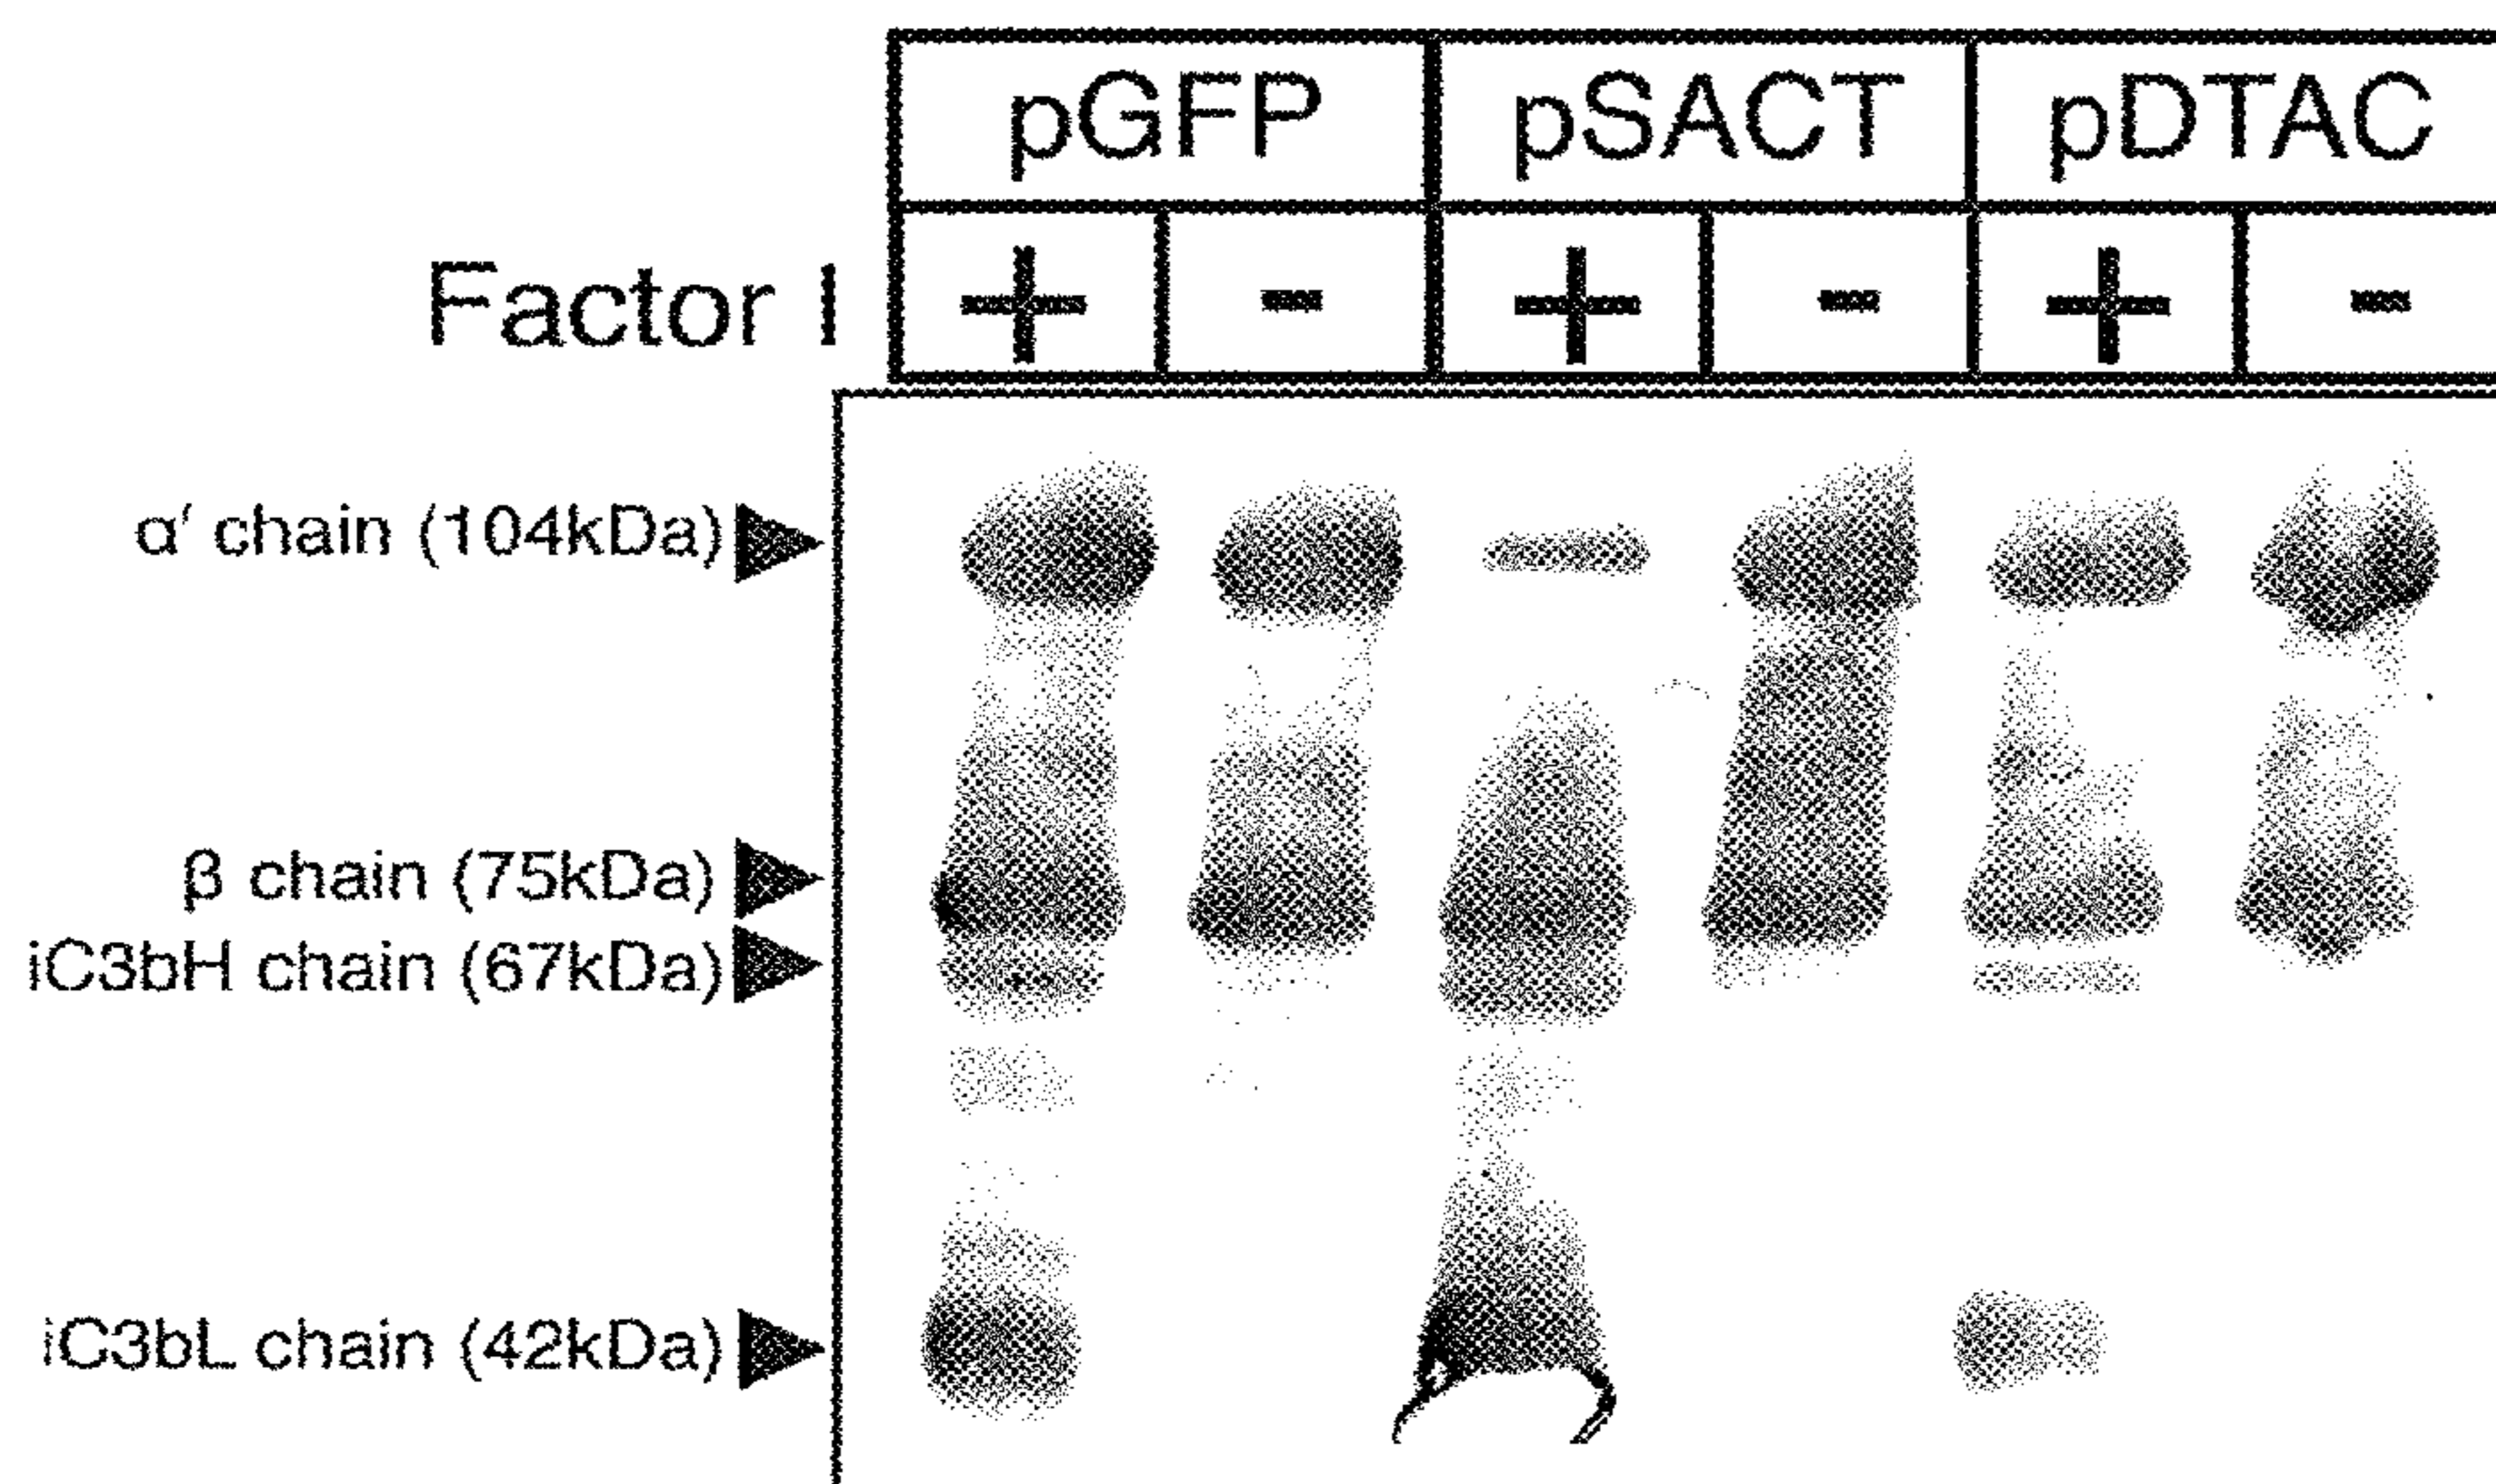 pGFP pSACT pDTAC
Factor I + - + - + -
α′ chain (104kDa)
β chain (75kDa)
iC3bH chain (67kDa)
iC3bL chain (42kDa)